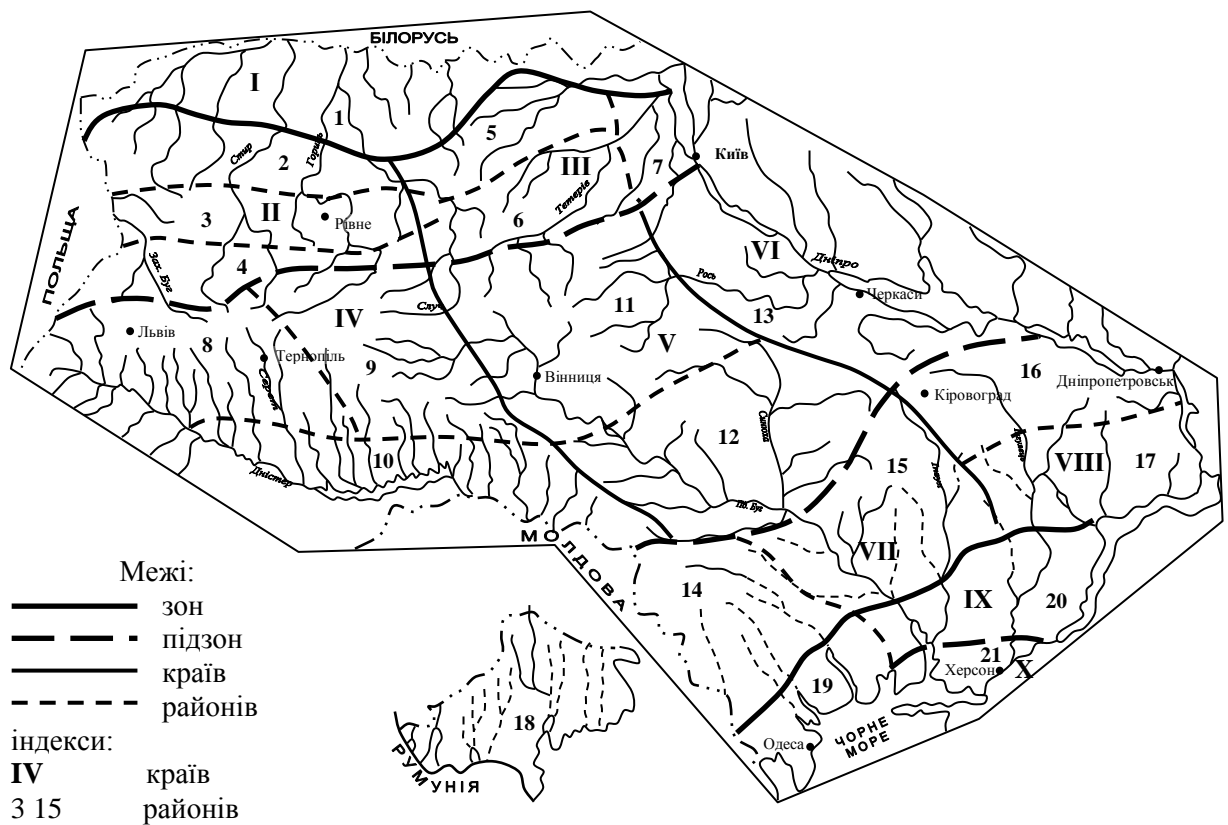 БІЛОРУСЬ
I
1
5
Стир
Горинь
2
III
7
Київ
Тетерів
3
II
Рівне
6
VI
Дніпро
ПОЛЬЩА
Зах. Буг
4
Рось
Черкаси
Львів
8
IV
Случ
11
13
V
Тернопіль
9
Вінниця
16
Дніпропетровськ
Кіровоград
Серет
12
Синюха
10
Дністер
15
Інгул
Інгулець
VIII
17
Пд. Буг
МОЛДОВА
VII
14
IX
20
21
Херсон
X
19
Одеса
ЧОРНЕ
МОРЕ
18
РУМУНІЯ
Межі:
зон
підзон
країв
районів
індекси:
IV країв
3 15 районів